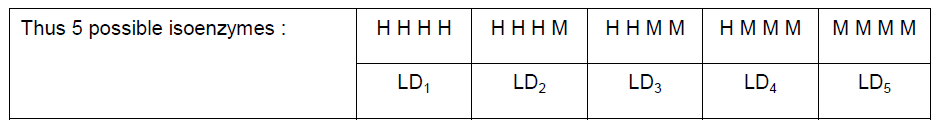 Thus 5 possible isoenzymes : H H H H H H H M H H M M H M M M M M M M
LD1 LD2 LD3 LD4 LD5